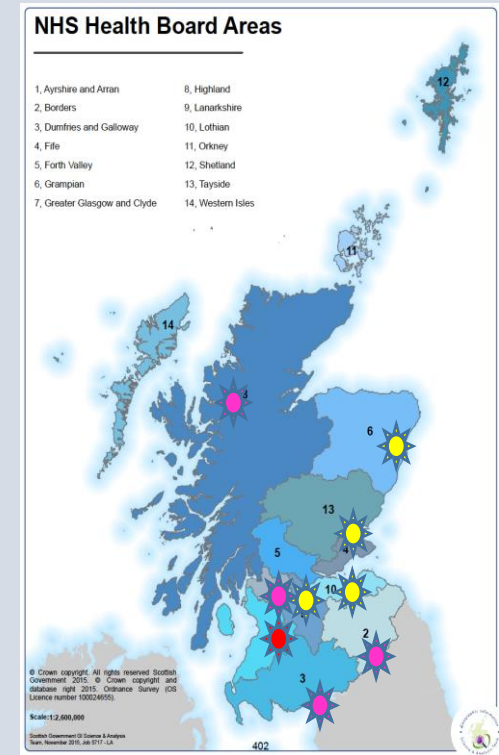 NHS Health Board Areas
1, Ayrshire and Arran
2, Borders
3, Dumfries and Galloway
4, Fife
5, Forth Valley
6, Grampian
7, Greater Glasgow and Clyde
8, Highland
9, Lanarkshire
10, Lothian
11, Orkney
12, Shetland
13, Tayside
14, Western Isles
12
11
14
6
13
5
4
10
2
3
© Crown copyright. All rights reserved Scottish
Government 2015. © Crown copyright and
database right 2015. Ordnance Survey (OS
Licence number 100024655).
Scale:1:2,600,000
Scottish Government GI Science & Analysis
Team, November 2015, Job 5717 - LA
402